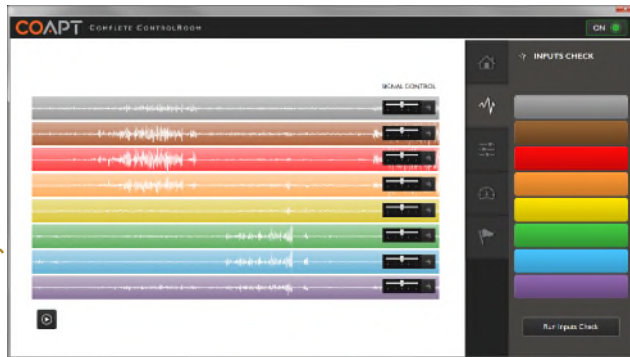 COAPT COMPLETE CONTROLROOM
ON
INPUTS CHECK
SIGNAL CONTROL
Run Inputs Check